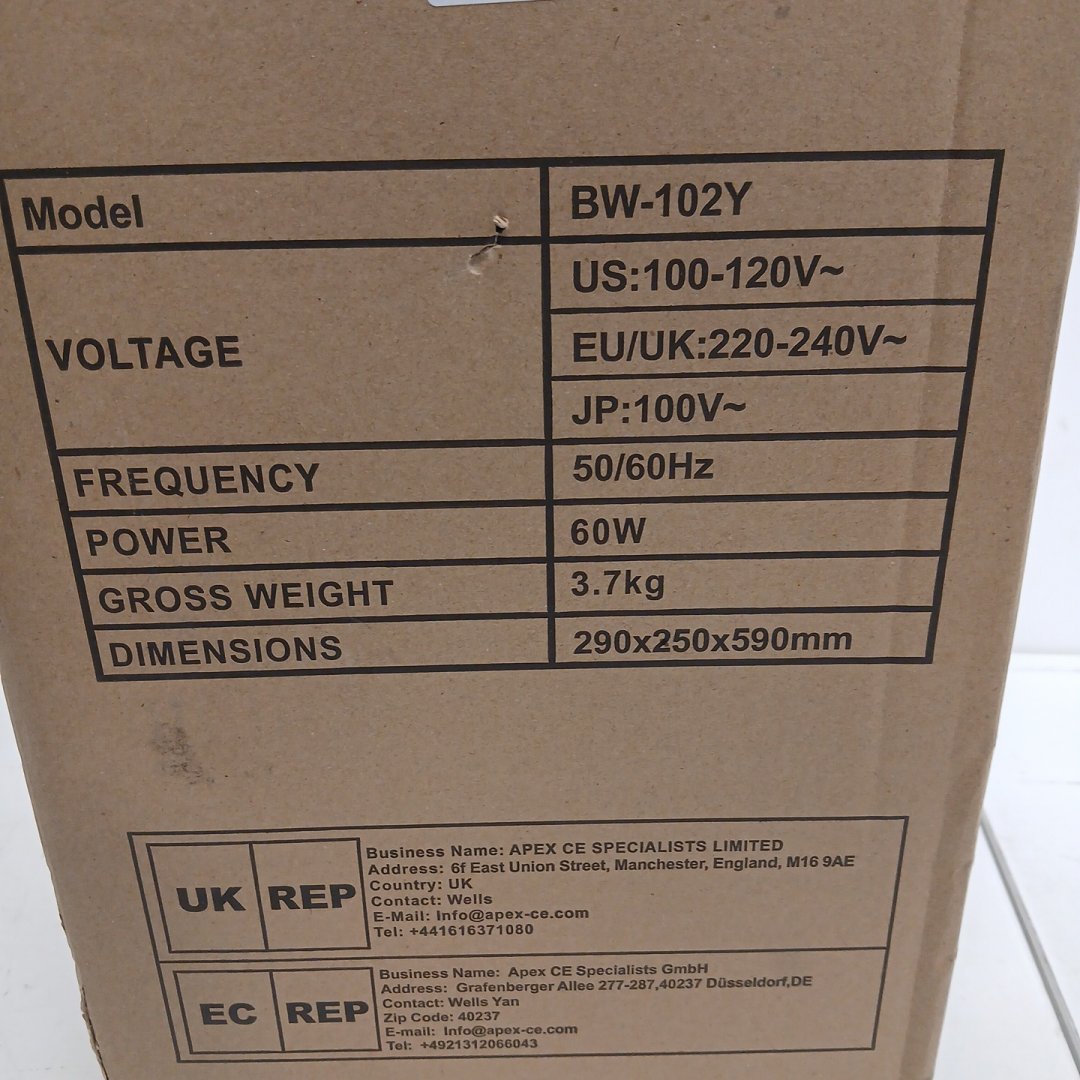 Model BW-102Y
VOLTAGE
US:100-120V~
EU/UK:220-240V~
JP:100V~
FREQUENCY 50/60Hz
POWER 60W
GROSS WEIGHT 3.7kg
DIMENSIONS 290x250x590mm
UK REP
Business Name: APEX CE SPECIALISTS LIMITED
Address: 6f East Union Street, Manchester, England, M16 9AE
Country: UK
Contact: Wells
E-Mail: Info@apex-ce.com
Tel: +441616371080
EC REP
Business Name: Apex CE Specialists GmbH
Address: Grafenberger Allee 277-287,40237 Düsseldorf,DE
Contact: Wells Yan
Zip Code: 40237
E-mail: Info@apex-ce.com
Tel: +4921312066043